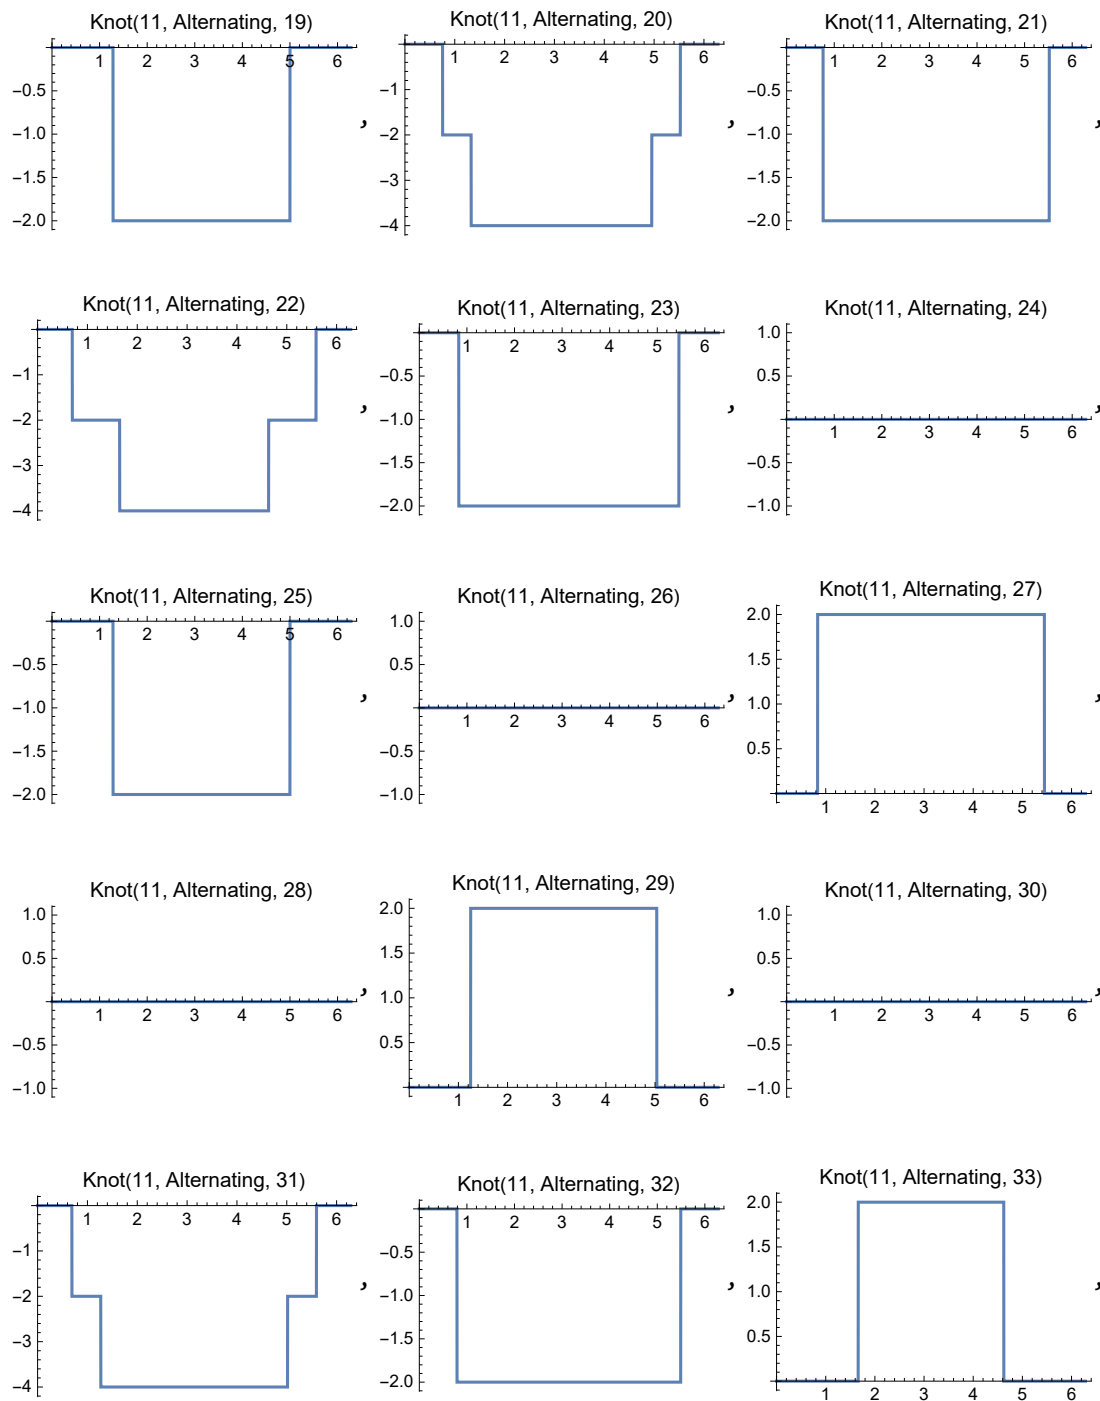 Knot(11, Alternating, 19)
1 2 3 4 5 6
−0.5
−1.0
−1.5
−2.0
,
Knot(11, Alternating, 20)
1 2 3 4 5 6
−1
−2
−3
−4
,
Knot(11, Alternating, 21)
1 2 3 4 5 6
−0.5
−1.0
−1.5
−2.0
,
Knot(11, Alternating, 22)
1 2 3 4 5 6
−1
−2
−3
−4
,
Knot(11, Alternating, 23)
1 2 3 4 5 6
−0.5
−1.0
−1.5
−2.0
,
Knot(11, Alternating, 24)
1.0
0.5
1 2 3 4 5 6
−0.5
−1.0
,
Knot(11, Alternating, 25)
1 2 3 4 5 6
−0.5
−1.0
−1.5
−2.0
,
Knot(11, Alternating, 26)
1.0
0.5
1 2 3 4 5 6
−0.5
−1.0
,
Knot(11, Alternating, 27)
2.0
1.5
1.0
0.5
1 2 3 4 5 6
,
Knot(11, Alternating, 28)
1.0
0.5
1 2 3 4 5 6
−0.5
−1.0
,
Knot(11, Alternating, 29)
2.0
1.5
1.0
0.5
1 2 3 4 5 6
,
Knot(11, Alternating, 30)
1.0
0.5
1 2 3 4 5 6
−0.5
−1.0
,
Knot(11, Alternating, 31)
1 2 3 4 5 6
−1
−2
−3
−4
,
Knot(11, Alternating, 32)
1 2 3 4 5 6
−0.5
−1.0
−1.5
−2.0
,
Knot(11, Alternating, 33)
2.0
1.5
1.0
0.5
1 2 3 4 5 6
,